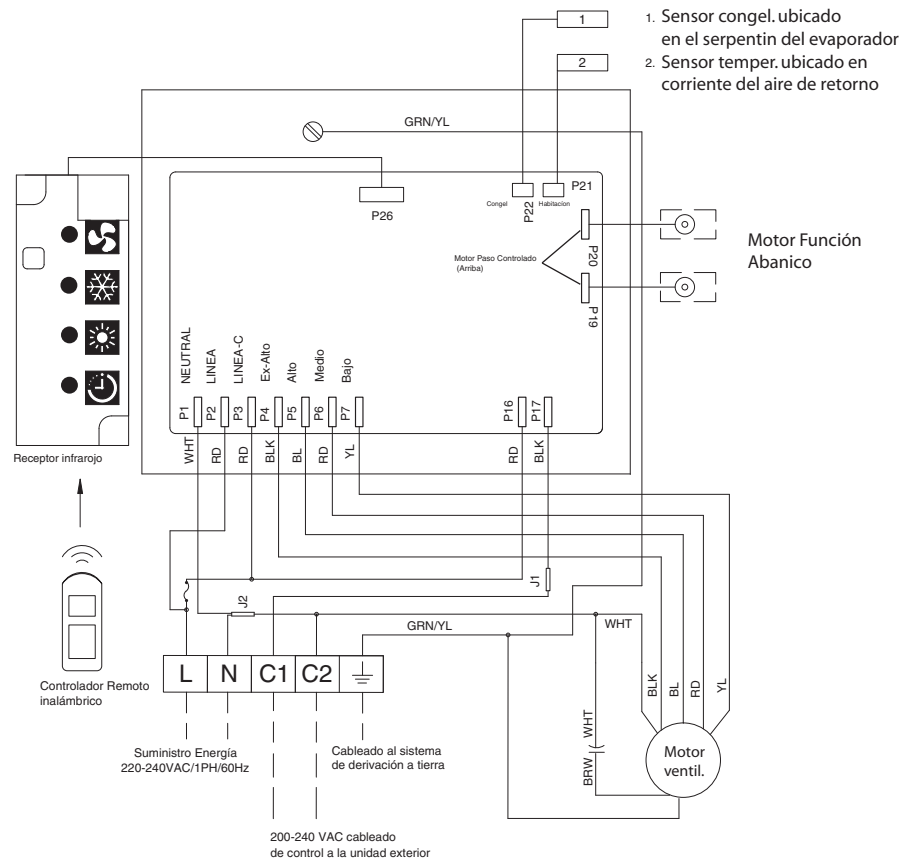 1
1. Sensor congel. ubicado
en el serpentin del evaporador
2
2. Sensor temper. ubicado en
corriente del aire de retorno
GRN/YL
P26
Congel
P22
Habitacion
P21
P20
Motor Paso Controlado
(Arriba)
P19
Motor Función
Abanico
NEUTRAL
LINEA
LINEA-C
Ex-Alto
Alto
Medio
Bajo
P1
P2
P3
P4
P5
P6
P7
P16
P17
WHT
RD
RD
BLK
BL
RD
YL
RD
BLK
Receptor infrarojo
J1
J2
GRN/YL
WHT
L
N
C1
C2
Controlador Remoto
inalámbrico
BLK
BL
RD
YL
WHT
BRW
Motor
ventil.
Suministro Energía
220-240VAC/1PH/60Hz
Cableado al sistema
de derivación a tierra
200-240 VAC cableado
de control a la unidad exterior